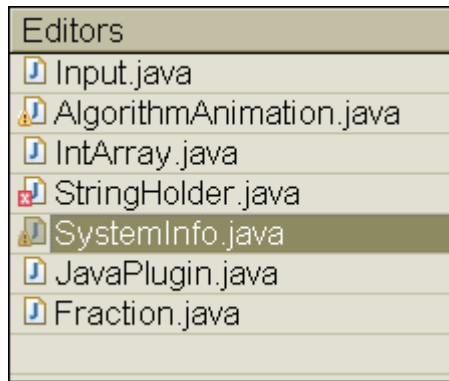 Editors
Input.java
AlgorithmAnimation.java
IntArray.java
StringHolder.java
SystemInfo.java
JavaPlugin.java
Fraction.java